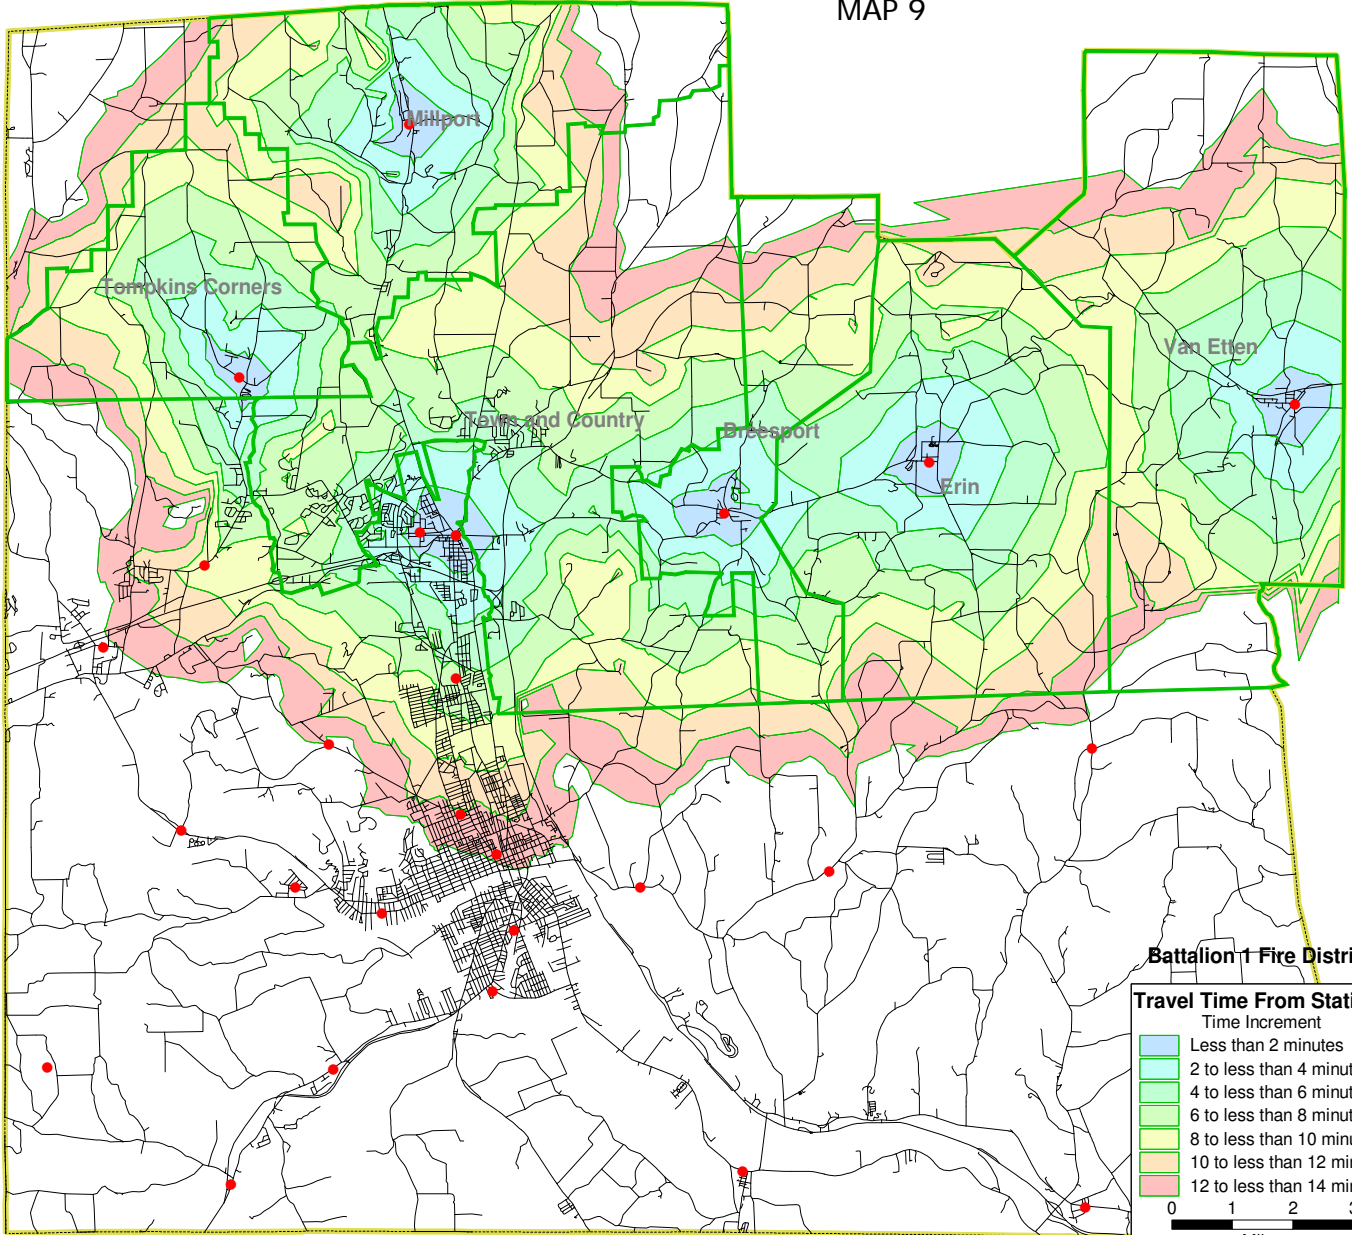 MAP 9
Millport
Tompkins Corners
Van Etten
Town and Country
Breesport
Erin
Battalion 1 Fire Distri
Travel Time From Stati
Time Increment
Less than 2 minutes
2 to less than 4 minut
4 to less than 6 minut
6 to less than 8 minut
8 to less than 10 minu
10 to less than 12 min
12 to less than 14 min
0 1 2 3